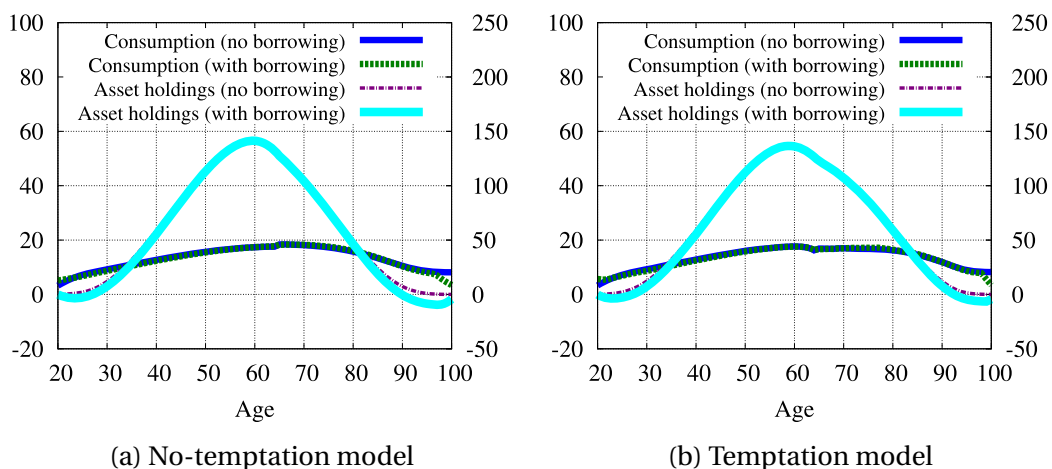 100
80
60
40
20
0
-20
Consumption (no borrowing)
Consumption (with borrowing)
Asset holdings (no borrowing)
Asset holdings (with borrowing)
250
200
150
100
50
0
-50
20 30 40 50 60 70 80 90 100
Age
(a) No-temptation model
100
80
60
40
20
0
-20
Consumption (no borrowing)
Consumption (with borrowing)
Asset holdings (no borrowing)
Asset holdings (with borrowing)
250
200
150
100
50
0
-50
20 30 40 50 60 70 80 90 100
Age
(b) Temptation model